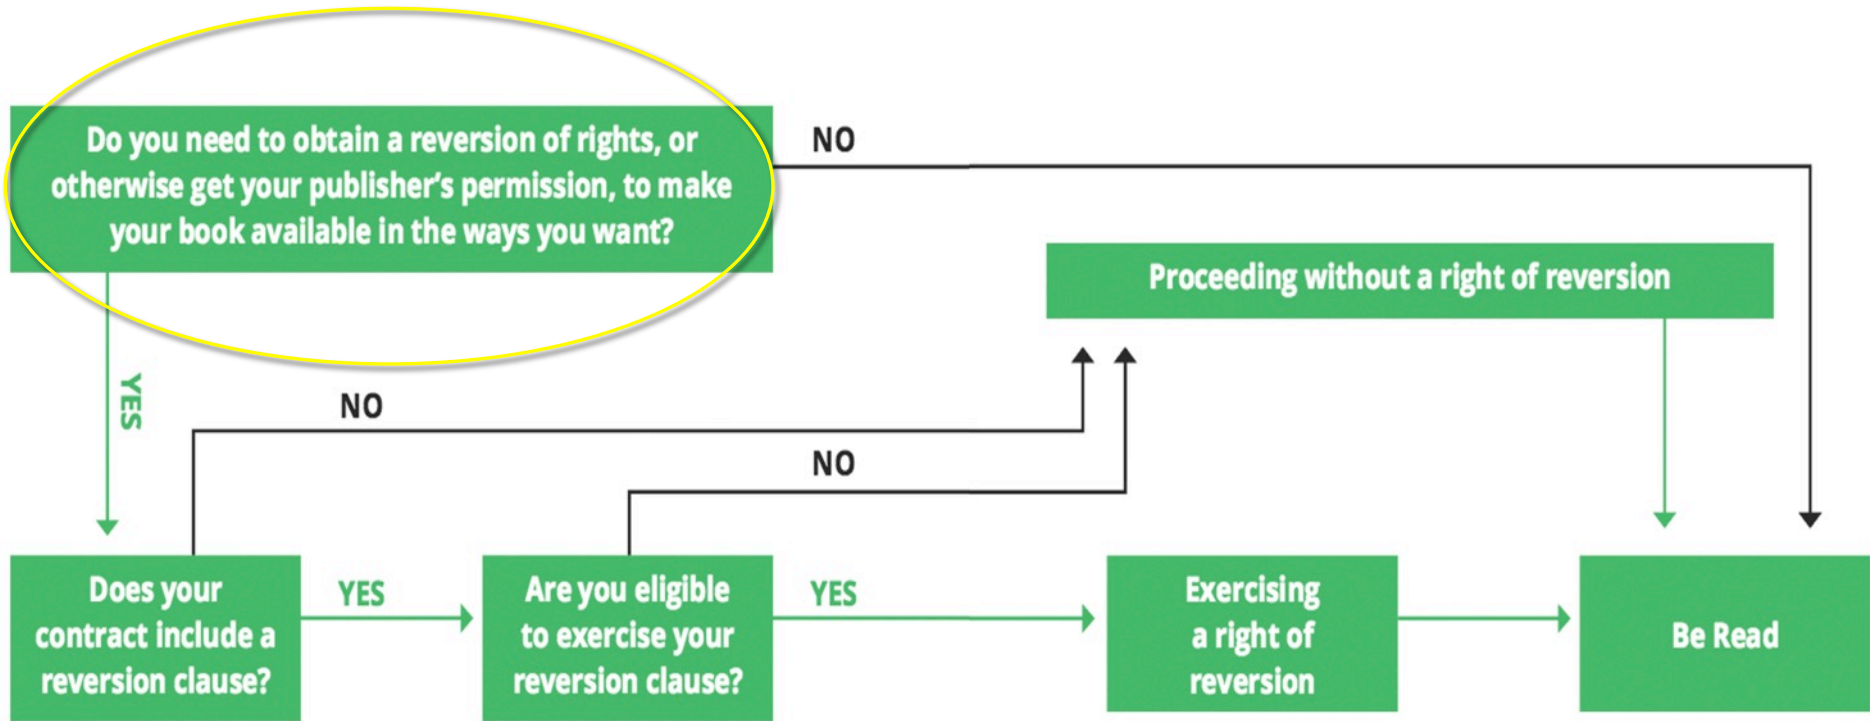 Do you need to obtain a reversion of rights, or
otherwise get your publisher's permission, to make
your book available in the ways you want?
NO
Proceeding without a right of reversion
YES
NO
NO
Does your
contract include a
reversion clause?
YES
Are you eligible
to exercise your
reversion clause?
YES
Exercising
a right of
reversion
Be Read